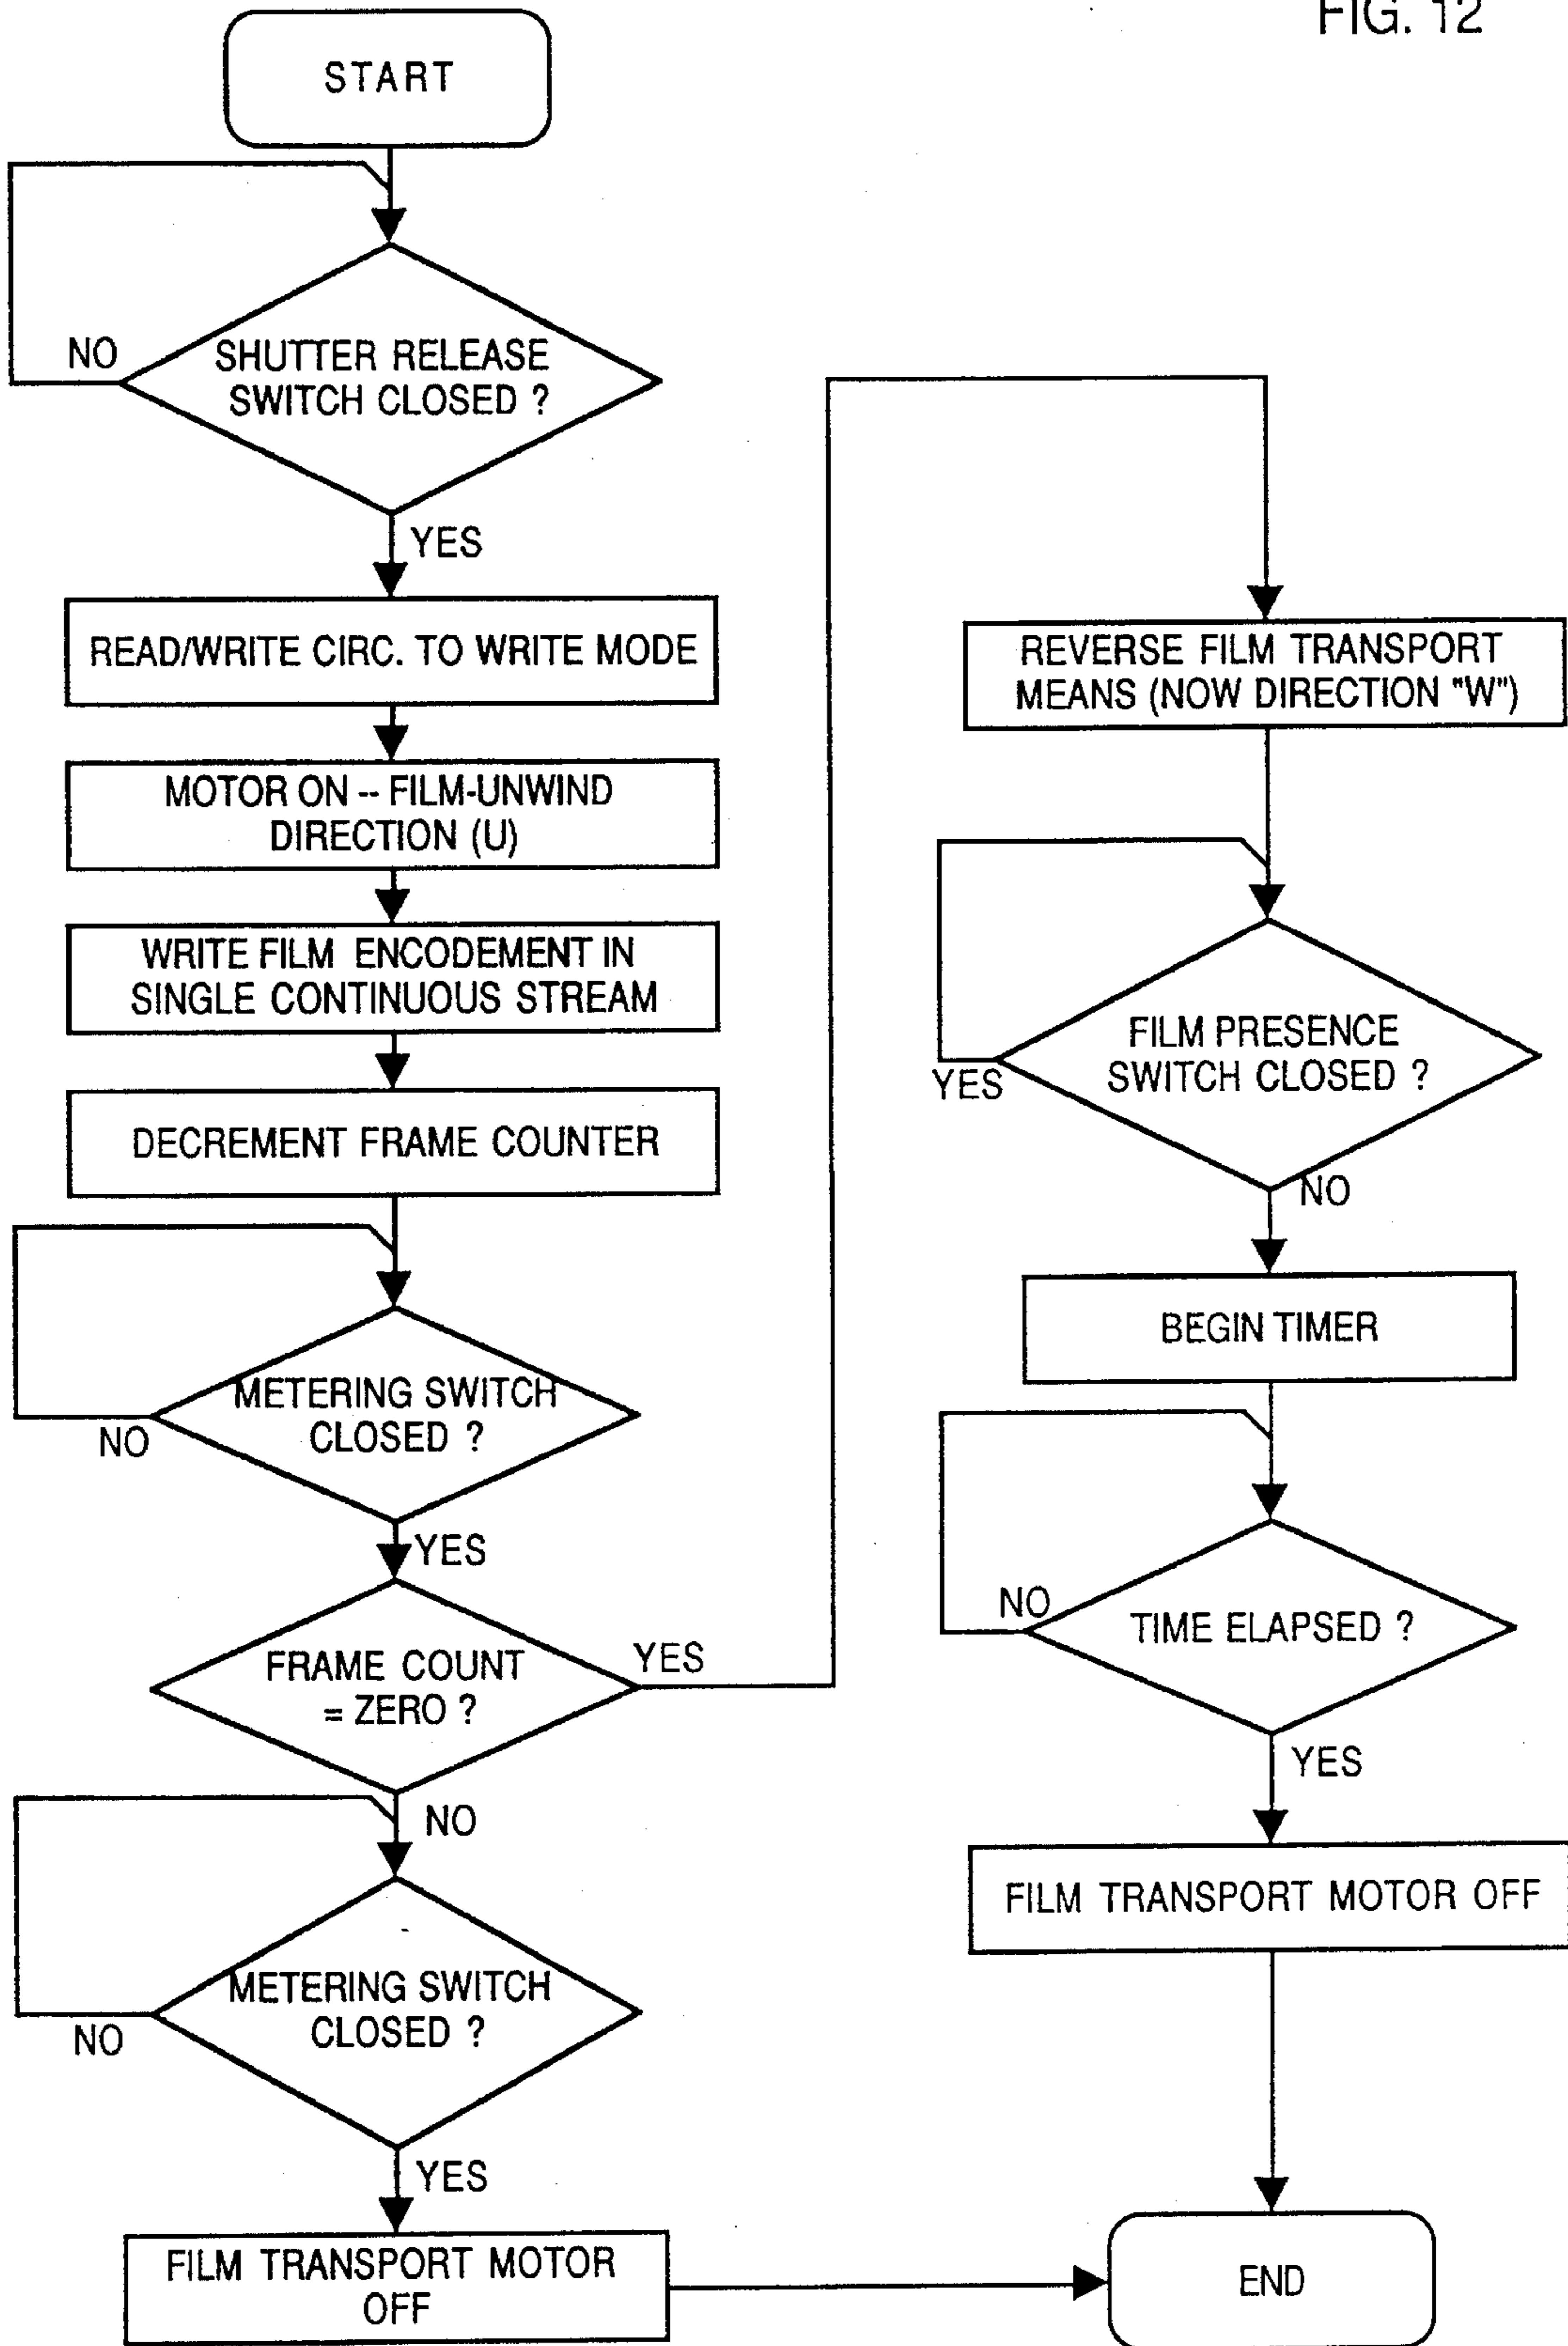 FIG. 12
START
SHUTTER RELEASE
SWITCH CLOSED ?
NO
YES
READ/WRITE CIRC. TO WRITE MODE
MOTOR ON -- FILM-UNWIND
DIRECTION (U)
WRITE FILM ENCODEMENT IN
SINGLE CONTINUOUS STREAM
DECREMENT FRAME COUNTER
METERING SWITCH
CLOSED ?
NO
YES
FRAME COUNT
= ZERO ?
YES
NO
METERING SWITCH
CLOSED ?
NO
YES
FILM TRANSPORT MOTOR
OFF
REVERSE FILM TRANSPORT
MEANS (NOW DIRECTION "W")
FILM PRESENCE
SWITCH CLOSED ?
YES
NO
BEGIN TIMER
TIME ELAPSED ?
NO
YES
FILM TRANSPORT MOTOR OFF
END